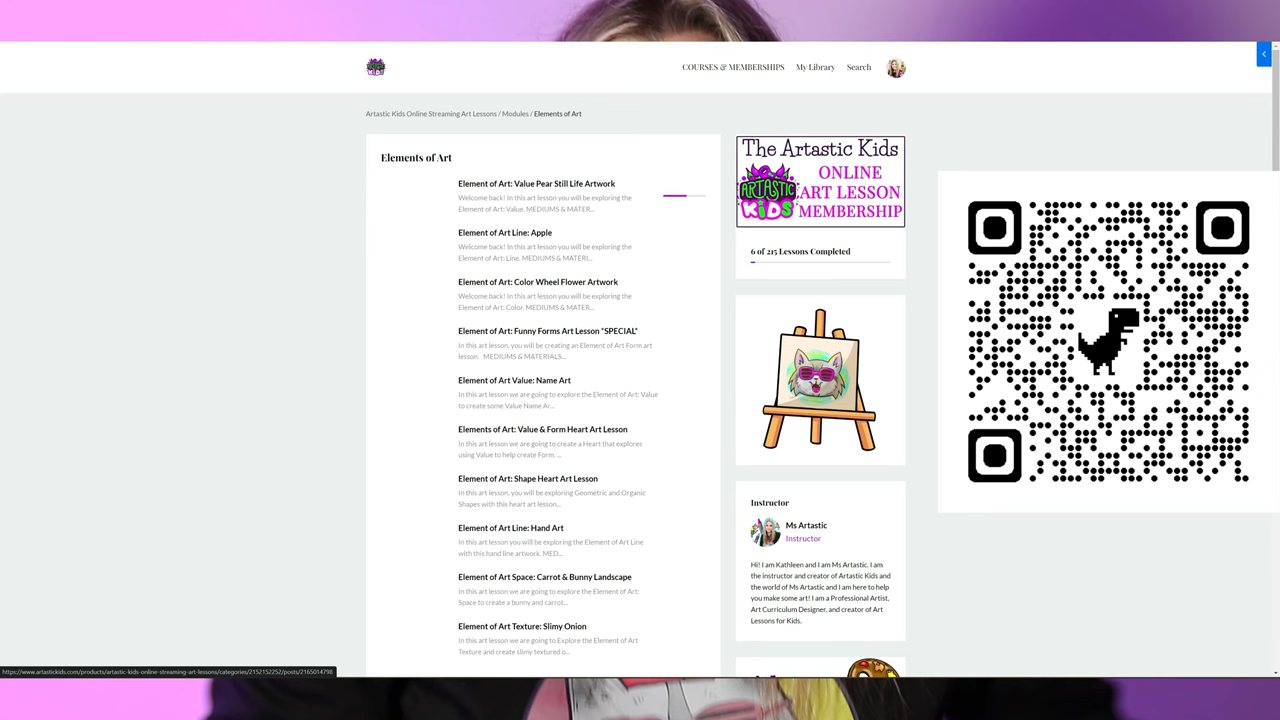 COURSES & MEMBERSHIPS My Library Search
Artastic Kids Online Streaming Art Lessons / Modules / Elements of Art
Elements of Art
Element of Art: Value Pear Still Life Artwork
Welcome back! In this art lesson you will be exploring the
Element of Art: Value. MEDIUMS & MATER...
Element of Art Line: Apple
Welcome back! In this art lesson you will be exploring the
Element of Art: Line. MEDIUMS & MATERI...
Element of Art: Color Wheel Flower Artwork
Welcome back! In this art lesson you will be exploring the
Element of Art: Color. MEDIUMS & MATER...
Element of Art: Funny Forms Art Lesson *SPECIAL*
In this art lesson, you will be creating an Element of Art Form art
lesson. MEDIUMS & MATERIALS...
Element of Art Value: Name Art
In this art lesson we are going to explore the Element of Art: Value
to create some Value Name Ar...
Elements of Art: Value & Form Heart Art Lesson
In this art lesson we are going to create a Heart that explores
using Value to help create Form. ...
Element of Art: Shape Heart Art Lesson
In this art lesson, you will be exploring Geometric and Organic
Shapes with this heart art lesson...
Element of Art Line: Hand Art
In this art lesson you will be exploring the Element of Art Line
with this hand line artwork. MED...
Element of Art Space: Carrot & Bunny Landscape
In this art lesson we are going to explore the Element of Art:
Space to create a bunny and carrot...
Element of Art Texture: Slimy Onion
In this art lesson we are going to Explore the Element of Art
Texture and create slimy textured o...
The Artastic Kids
ARTASTIC
KIDS
ONLINE
ART LESSON
MEMBERSHIP
6 of 215 Lessons Completed
Instructor
Ms Artastic
Instructor
Hi! I am Kathleen and I am Ms Artastic. I am
the instructor and creator of Artastic Kids and
the world of Ms Artastic and I am here to help
you make some art! I am a Professional Artist,
Art Curriculum Designer, and creator of Art
Lessons for Kids.
https://www.artastickids.com/products/artastic-kids-online-streaming-art-lessons/categories/2152152252/posts/2165014798